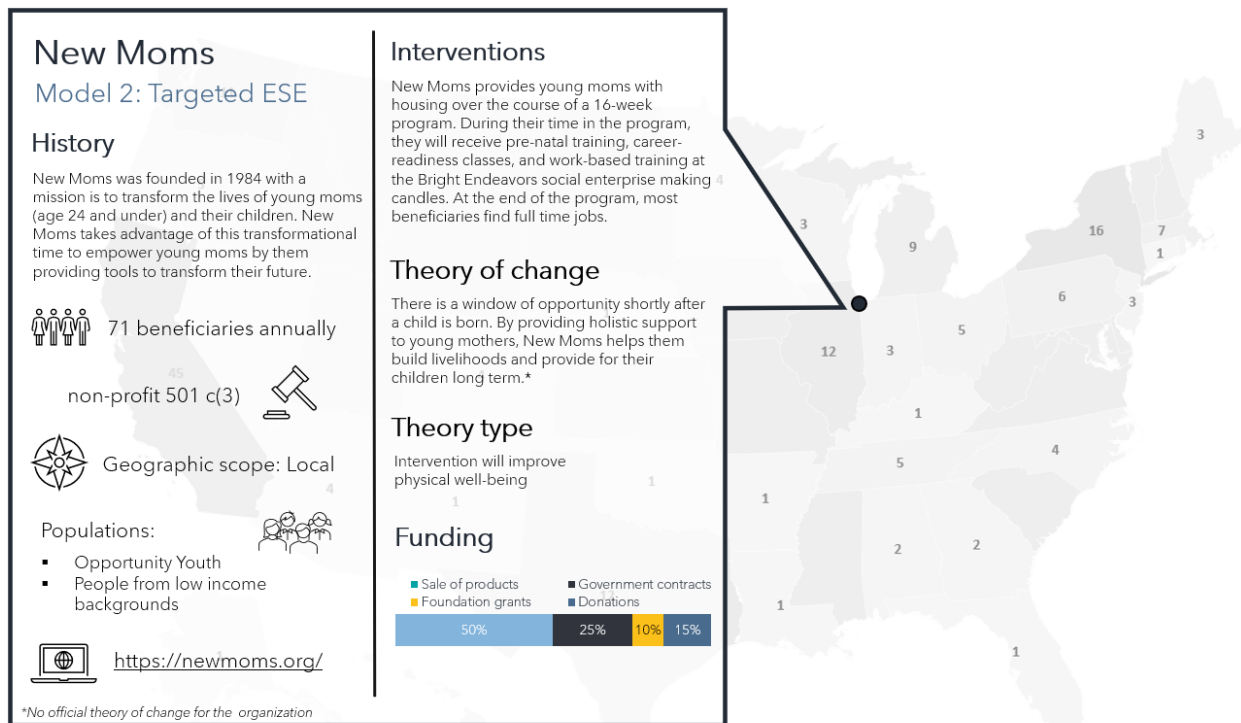 New Moms
Model 2: Targeted ESE
History
New Moms was founded in 1984 with a
mission is to transform the lives of young moms
(age 24 and under) and their children. New
Moms takes advantage of this transformational
time to empower young moms by them
providing tools to transform their future.
71 beneficiaries annually
non-profit 501 c(3)
Geographic scope: Local
Populations:
▪ Opportunity Youth
▪ People from low income
backgrounds
https://newmoms.org/
*No official theory of change for the organization
Interventions
New Moms provides young moms with
housing over the course of a 16-week
program. During their time in the program,
they will receive pre-natal training, career-
readiness classes, and work-based training at
the Bright Endeavors social enterprise making
candles. At the end of the program, most
beneficiaries find full time jobs.
Theory of change
There is a window of opportunity shortly after
a child is born. By providing holistic support
to young mothers, New Moms helps them
build livelihoods and provide for their
children long term.*
Theory type
Intervention will improve
physical well-being
Funding
Sale of products
Government contracts
Foundation grants
Donations
50% 25% 10% 15%
45
4
1
1
1
12
4
3
9
3
16
7
1
6
3
5
12
3
1
5
4
1
2
2
1
1